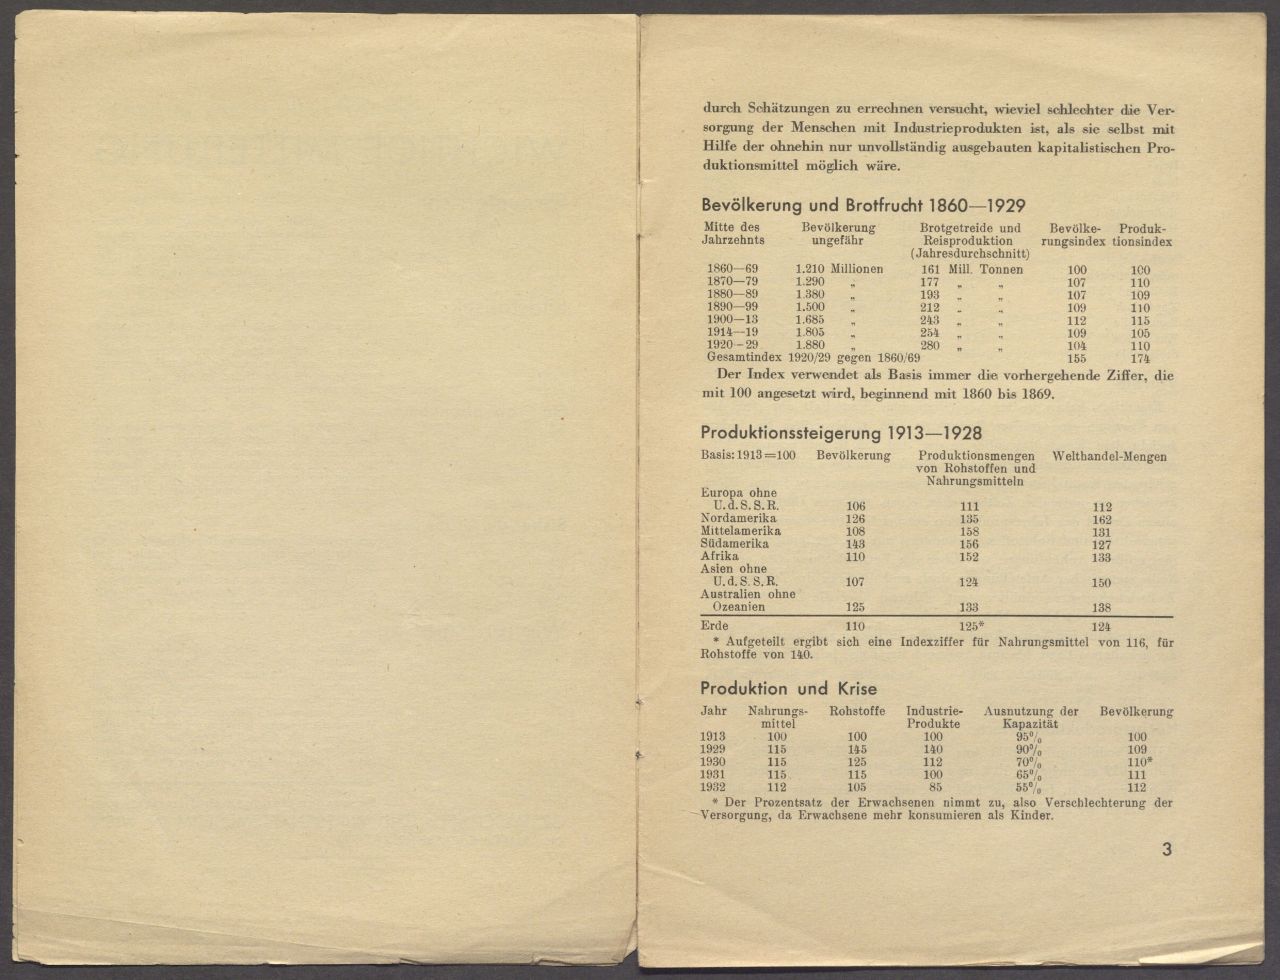 durch Schätzungen zu errechnen versucht, wieviel schlechter die Ver-
sorgung der Menschen mit Industrieprodukten ist, als sie selbst mit
Hilfe der ohnehin nur unvollständig ausgebauten kapitalistischen Pro-
duktionsmittel möglich wäre.
Bevölkerung und Brotfrucht 1860—1929
Mitte des Bevölkerung Brotgetreide und Bevölke- Produk-
Jahrzehnts ungefähr Reisproduktion rungsindex tionsindex
(Jahresdurchschnitt)
1860—69 1.210 Millionen 161 Mill. Tonnen 100 100
1870—79 1.290 „ 177 „ „ 107 110
1880—89 1.380 „ 193 „ „ 107 109
1890—99 1.500 „ 212 „ „ 109 110
1900—13 1.685 „ 243 „ „ 112 115
1914—19 1.805 „ 254 „ „ 109 105
1920—29 1.880 „ 280 „ „ 104 110
Gesamtindex 1920/29 gegen 1860/69 155 174
Der Index verwendet als Basis immer die vorhergehende Ziffer, die
mit 100 angesetzt wird, beginnend mit 1860 bis 1869.
Produktionssteigerung 1913—1928
Basis: 1913=100 Bevölkerung Produktionsmengen Welthandel-Mengen
von Rohstoffen und
Nahrungsmitteln
Europa ohne
U.d.S.S.R. 106 111 112
Nordamerika 126 135 162
Mittelamerika 108 158 131
Südamerika 143 156 127
Afrika 110 152 133
Asien ohne
U.d.S.S.R. 107 124 150
Australien ohne
Ozeanien 125 133 138
Erde 110 125* 124
* Aufgeteilt ergibt sich eine Indexziffer für Nahrungsmittel von 116, für
Rohstoffe von 140.
Produktion und Krise
Jahr Nahrungs- Rohstoffe Industrie- Ausnutzung der Bevölkerung
mittel Produkte Kapazität
1913 100 100 100 95% 100
1929 115 145 140 90% 109
1930 115 125 112 70% 110*
1931 115 115 100 65% 111
1932 112 105 85 55% 112
* Der Prozentsatz der Erwachsenen nimmt zu, also Verschlechterung der
Versorgung, da Erwachsene mehr konsumieren als Kinder.
3